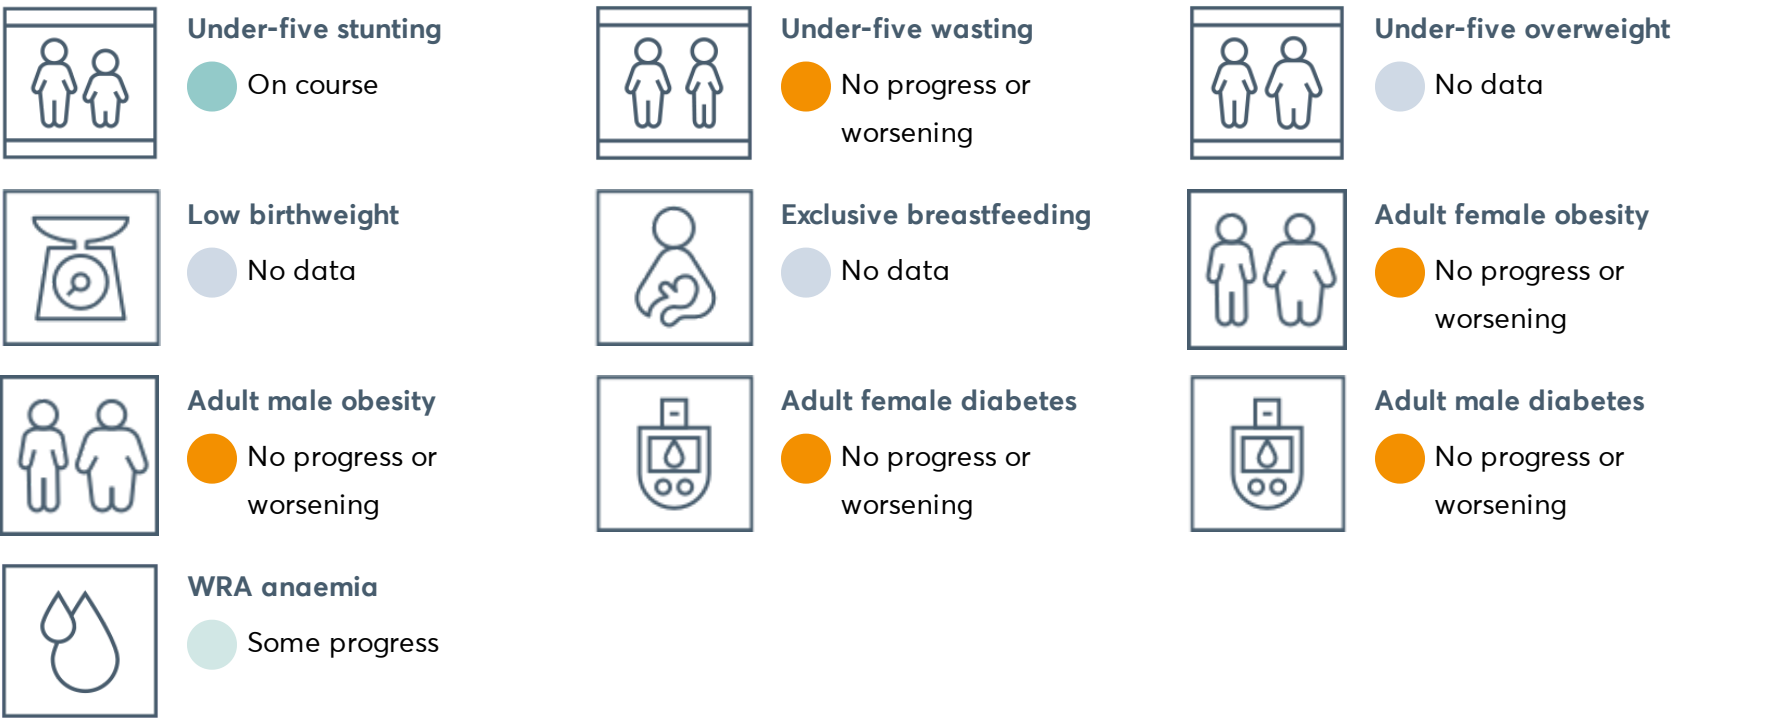 Under-five stunting
On course
Under-five wasting
No progress or
worsening
Under-five overweight
No data
Low birthweight
No data
Exclusive breastfeeding
No data
Adult female obesity
No progress or
worsening
Adult male obesity
No progress or
worsening
Adult female diabetes
No progress or
worsening
Adult male diabetes
No progress or
worsening
WRA anaemia
Some progress